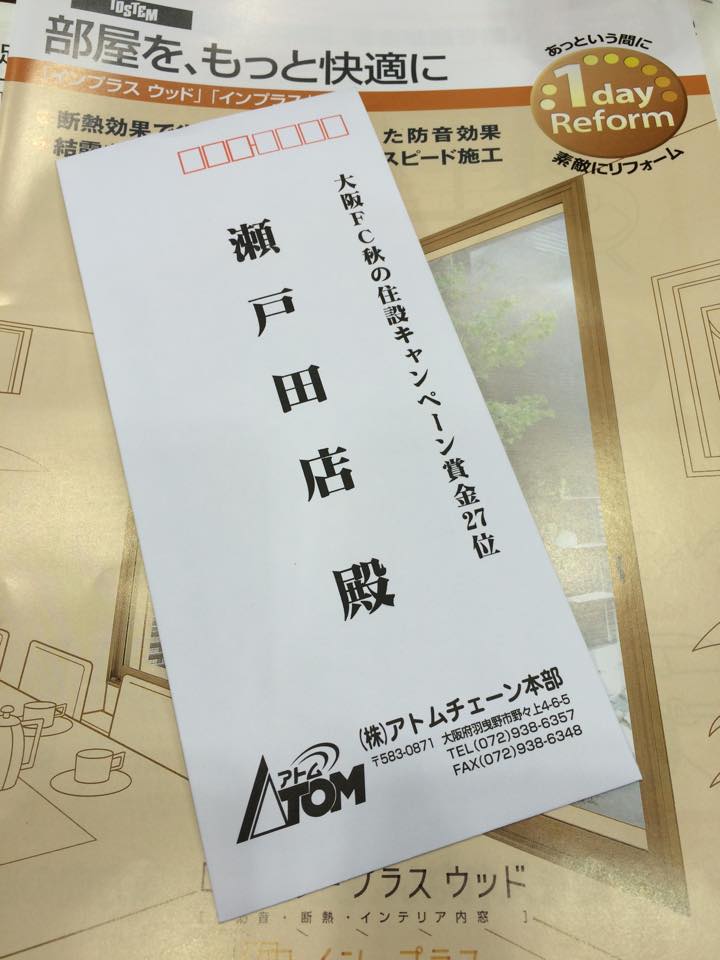 TOSTEM
部屋を、もっと快適に
「インプラス ウッド」「インプラス
断熱効果で
た防音効果
結露
スピード施工
あっという間に
1day
Reform
素敵にリフォーム
大阪FC秋の住設キャンペーン賞金27位
瀬戸田店殿
(株)アトムチェーン本部
〒583-0871 大阪府羽曳野市野々上4-6-5
TEL(072)938-6357
FAX(072)938-6348
アトム
ATOM
プラス ウッド
音・断熱・インテリア内窓 ]
イン プラス